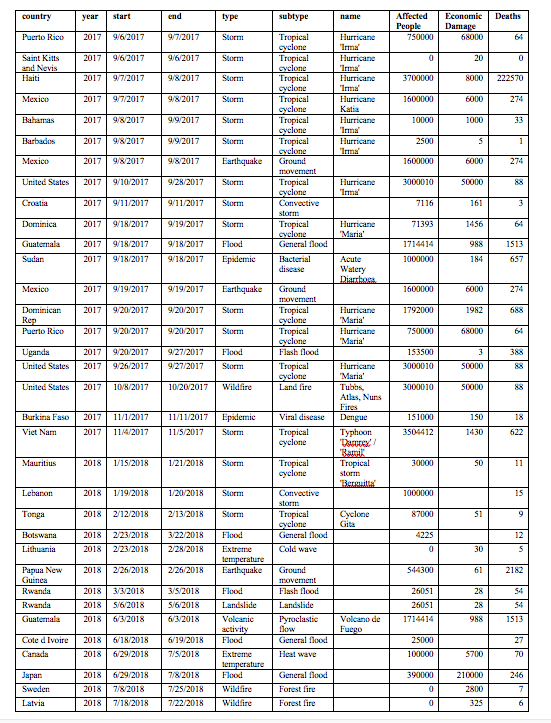 country year start end type subtype name Affected Economic Deaths
People Damage
Puerto Rico 2017 9/6/2017 9/7/2017 Storm Tropical Hurricane 750000 68000 64
cyclone 'Irma'
Saint Kitts 2017 9/6/2017 9/6/2017 Storm Tropical Hurricane 0 20 0
and Nevis cyclone 'Irma'
Haiti 2017 9/7/2017 9/8/2017 Storm Tropical Hurricane 3700000 8000 222570
cyclone 'Irma'
Mexico 2017 9/7/2017 9/8/2017 Storm Tropical Hurricane 1600000 6000 274
cyclone Katia
Bahamas 2017 9/8/2017 9/9/2017 Storm Tropical Hurricane 10000 1000 33
cyclone 'Irma'
Barbados 2017 9/8/2017 9/9/2017 Storm Tropical Hurricane 2500 5 1
cyclone 'Irma'
Mexico 2017 9/8/2017 9/8/2017 Earthquake Ground 1600000 6000 274
movement
United States 2017 9/10/2017 9/28/2017 Storm Tropical Hurricane 3000010 50000 88
cyclone 'Irma'
Croatia 2017 9/11/2017 9/11/2017 Storm Convective 7116 161 3
storm
Dominica 2017 9/18/2017 9/18/2017 Storm Tropical Hurricane 71393 1456 64
cyclone 'Maria'
Guatemala 2017 9/18/2017 9/18/2017 Flood General flood 1714414 988 1513
Sudan 2017 9/18/2017 9/18/2017 Epidemic Bacterial Acute 1000000 184 657
disease Watery
Diarrhoea
Mexico 2017 9/19/2017 9/19/2017 Earthquake Ground 1600000 6000 274
movement
Dominican 2017 9/20/2017 9/20/2017 Storm Tropical Hurricane 1792000 1982 688
Rep cyclone 'Maria'
Puerto Rico 2017 9/20/2017 9/20/2017 Storm Tropical Hurricane 750000 68000 64
cyclone 'Maria'
Uganda 2017 9/20/2017 9/27/2017 Flood Flash flood 153500 3 388
United States 2017 9/26/2017 9/27/2017 Storm Tropical Hurricane 3000010 50000 88
cyclone 'Maria'
United States 2017 10/8/2017 10/20/2017 Wildfire Land fire Tubbs, 3000010 50000 88
Atlas, Nuns
Fires
Burkina Faso 2017 11/1/2017 11/11/2017 Epidemic Viral disease Dengue 151000 150 18
Viet Nam 2017 11/4/2017 11/5/2017 Storm Tropical Typhoon 3504412 1430 622
cyclone 'Damrey' /
'Ramil'
Mauritius 2018 1/15/2018 1/21/2018 Storm Tropical Tropical 30000 50 11
cyclone storm
'Berguitta'
Lebanon 2018 1/19/2018 1/20/2018 Storm Convective 1000000 15
storm
Tonga 2018 2/12/2018 2/13/2018 Storm Tropical Cyclone 87000 51 9
cyclone Gita
Botswana 2018 2/23/2018 3/22/2018 Flood General flood 4225 12
Lithuania 2018 2/23/2018 2/28/2018 Extreme Cold wave 0 30 5
temperature
Papua New 2018 2/26/2018 2/26/2018 Earthquake Ground 544300 61 2182
Guinea movement
Rwanda 2018 3/3/2018 3/5/2018 Flood Flash flood 26051 28 54
Rwanda 2018 5/6/2018 5/6/2018 Landslide Landslide 26051 28 54
Guatemala 2018 6/3/2018 6/3/2018 Volcanic Pyroclastic Volcano de 1714414 988 1513
activity flow Fuego
Cote d Ivoire 2018 6/18/2018 6/19/2018 Flood General flood 25000 27
Canada 2018 6/29/2018 7/5/2018 Extreme Heat wave 100000 5700 70
temperature
Japan 2018 6/29/2018 7/8/2018 Flood General flood 390000 210000 246
Sweden 2018 7/8/2018 7/25/2018 Wildfire Forest fire 0 2800 7
Latvia 2018 7/18/2018 7/22/2018 Wildfire Forest fire 0 325 6